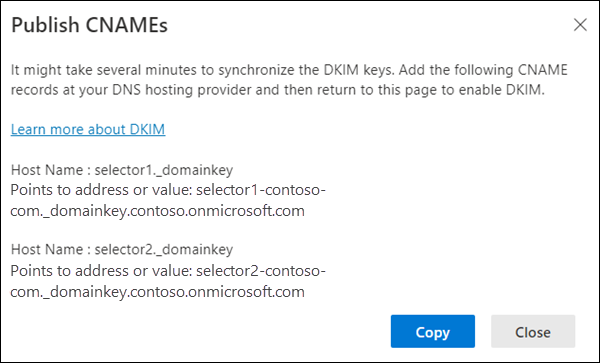 Publish CNAMEs
It might take several minutes to synchronize the DKIM keys. Add the following CNAME
records at your DNS hosting provider and then return to this page to enable DKIM.
Learn more about DKIM
Host Name : selector1._domainkey
Points to address or value: selector1-contoso-
com._domainkey.contoso.onmicrosoft.com
Host Name : selector2._domainkey
Points to address or value: selector2-contoso-
com._domainkey.contoso.onmicrosoft.com
Copy
Close